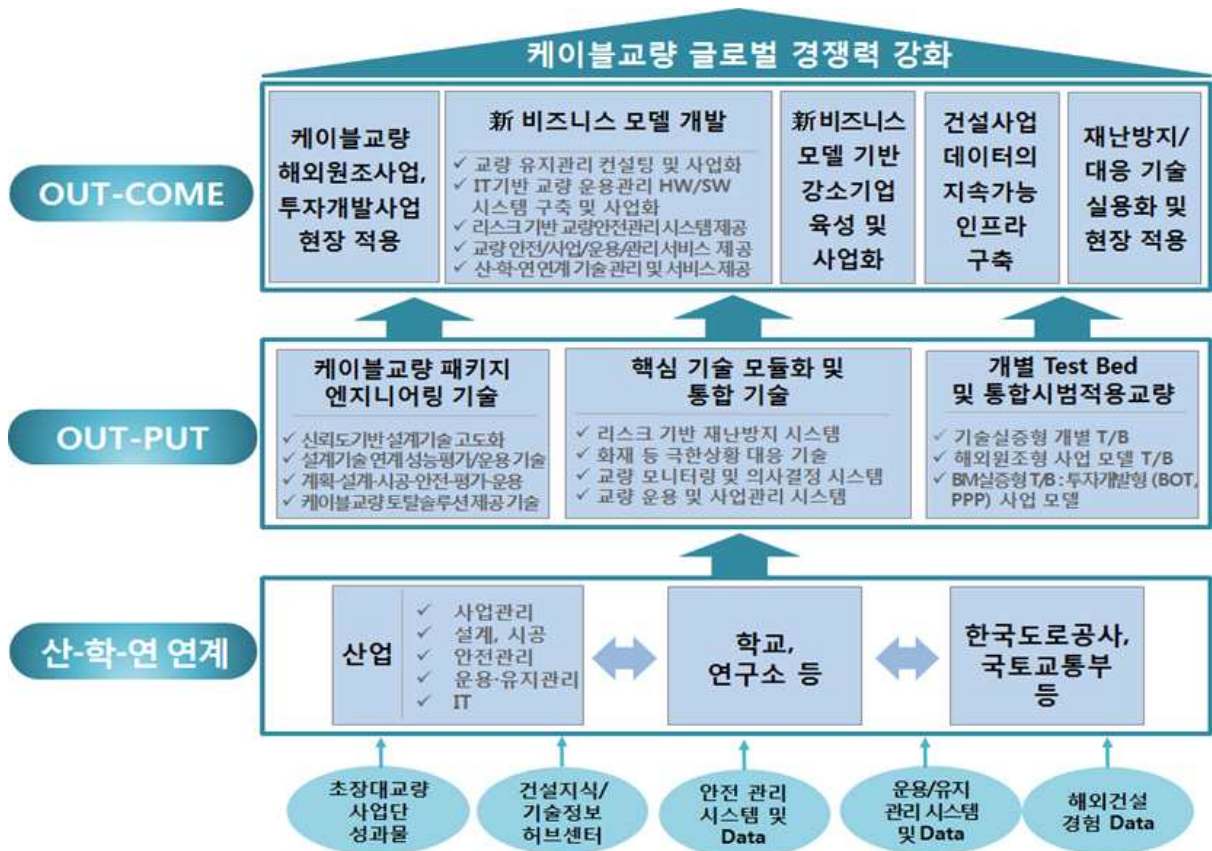 케이블교량 글로벌 경쟁력 강화
OUT-COME
케이블교량
해외원조사업,
투자개발사업
현장 적용
新 비즈니스 모델 개발
✓ 교량 유지관리 컨설팅 및 사업화
✓ IT기반 교량 운용관리 HW/SW
시스템 구축 및 사업화
✓ 리스크 기반 교량안전관리 시스템 제공
✓ 교량 안전/사업/운용/관리 서비스 제공
✓ 산-학-연 연계 기술 관리 및 서비스 제공
新 비즈니스
모델 기반
강소기업
육성 및
사업화
건설사업
데이터의
지속가능
인프라
구축
재난방지/
대응 기술
실용화 및
현장 적용
OUT-PUT
케이블교량 패키지
엔지니어링 기술
✓ 신뢰도기반 설계기술 고도화
✓ 설계기술 연계 성능평가/운용 기술
✓ 계획-설계-시공-안전-평가-운용
✓ 케이블교량 토탈솔루션 제공 기술
핵심 기술 모듈화 및
통합 기술
✓ 리스크 기반 재난방지 시스템
✓ 화재 등 극한상황 대응 기술
✓ 교량 모니터링 및 의사결정 시스템
✓ 교량 운용 및 사업관리 시스템
개별 Test Bed
및 통합시범적용교량
✓ 기술실증형 개별 T/B
✓ 해외원조형 사업 모델 T/B
✓ BM실증형 T/B : 투자개발형 (BOT,
PPP) 사업 모델
산-학-연 연계
산업
✓ 사업관리
✓ 설계, 시공
✓ 안전관리
✓ 운용·유지관리
✓ IT
학교,
연구소 등
한국도로공사,
국토교통부
등
초장대교량
사업단
성과물
건설지식/
기술정보
허브센터
안전 관리
시스템 및
Data
운용/유지
관리 시스템
및 Data
해외건설
경험 Data